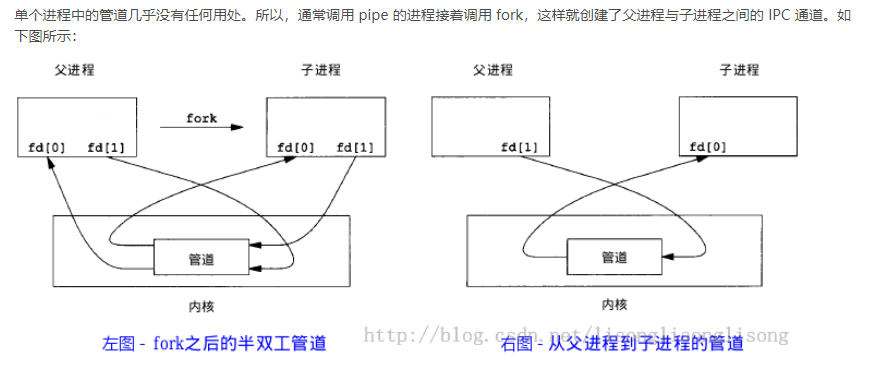 单个进程中的管道几乎没有任何用处。所以，通常调用 pipe 的进程接着调用 fork，这样就创建了父进程与子进程之间的 IPC 通道。如
下图所示：
父进程 子进程 父进程 子进程
fork
fd[0] fd[1] fd[0] fd[1] fd[1] fd[0]
管道 管道
内核 内核
http://blog.csdn.net/lisonglisonglisong
左图 - fork之后的半双工管道 右图 - 从父进程到子进程的管道